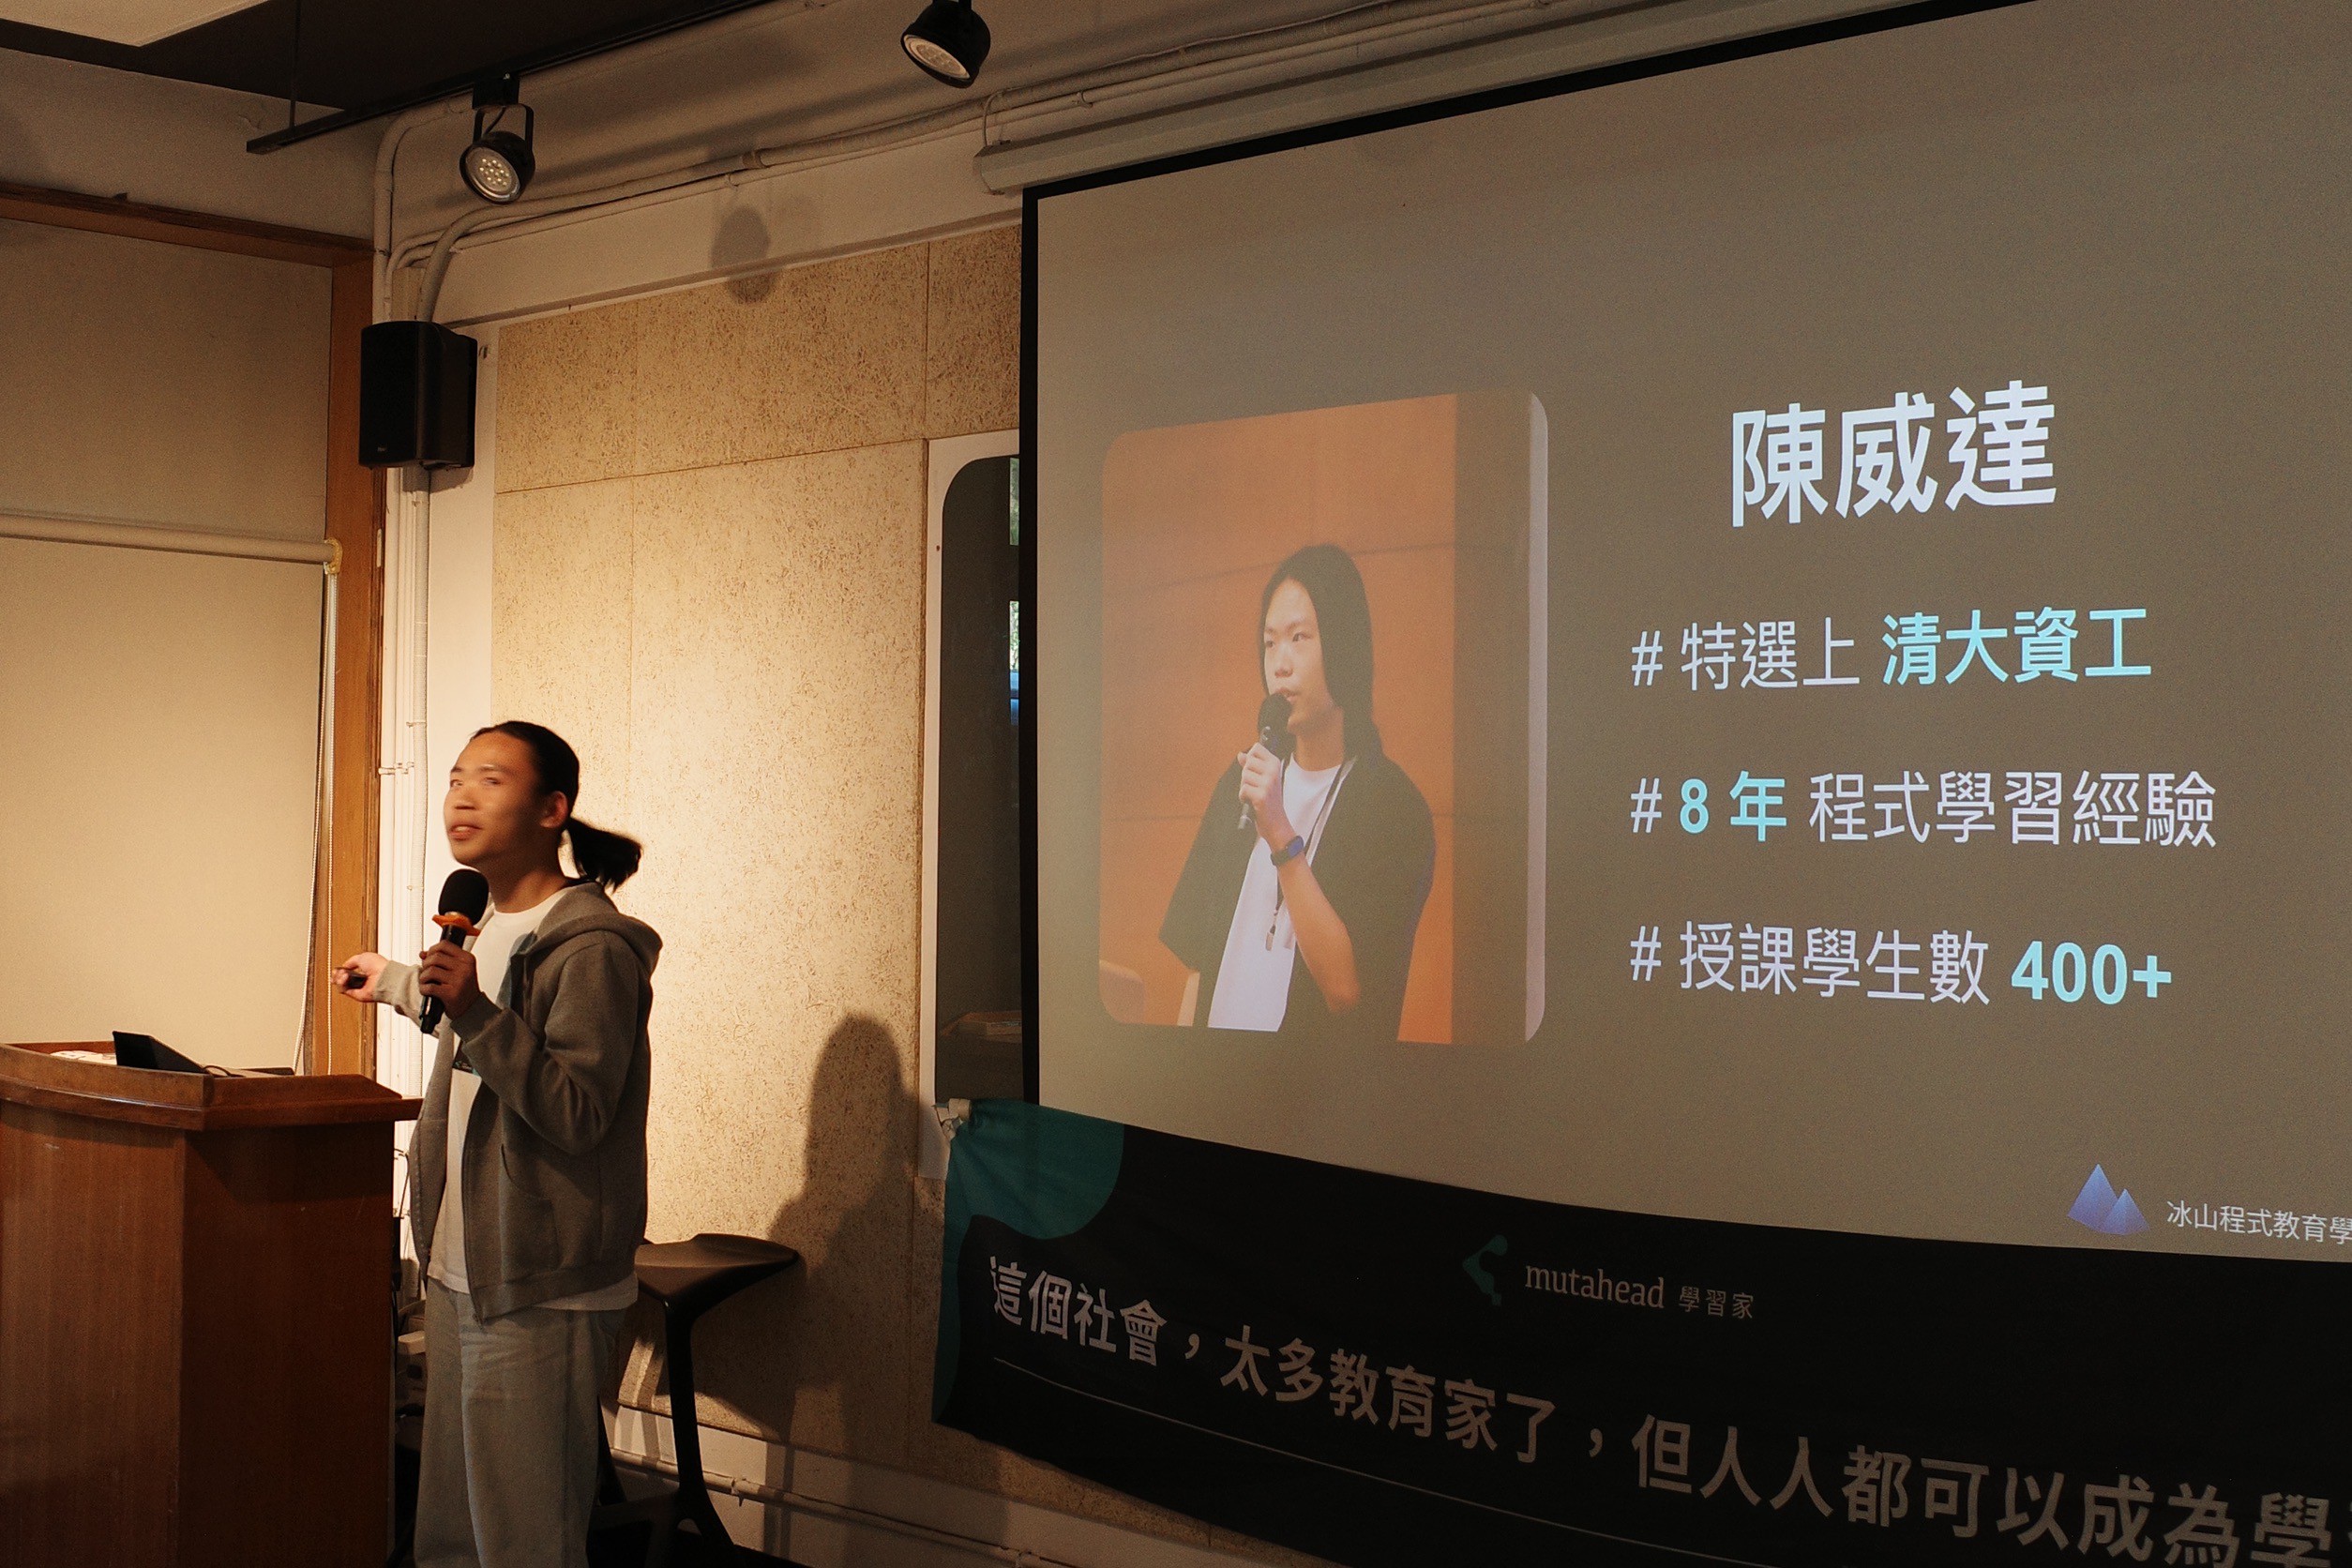 陳威達
# 特選上 清大資工
# 8 年 程式學習經驗
# 授課學生數 400+
冰山程式教育學
mutahead 學習家
這個社會，太多教育家了，但人人都可以成為學